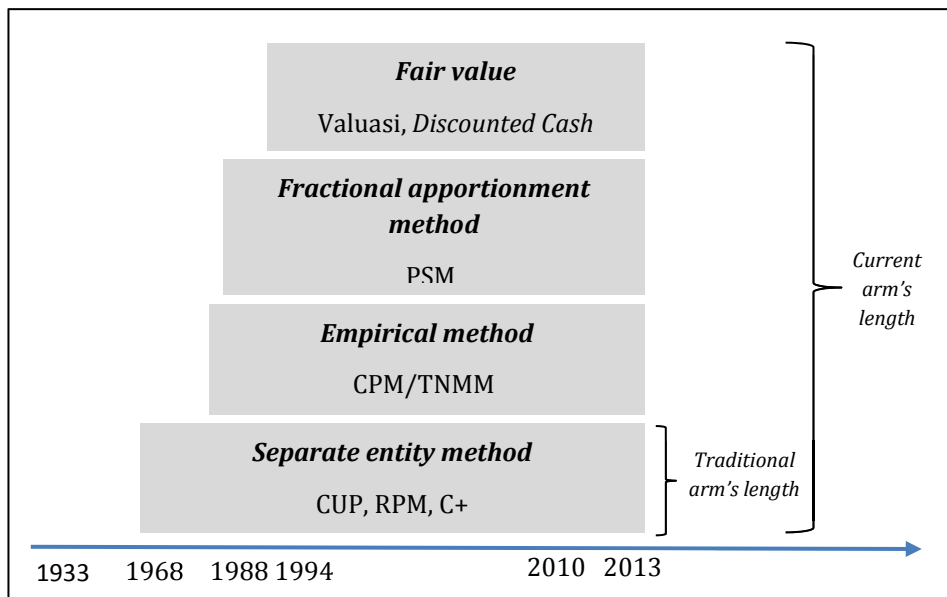 Fair value
Valuasi, Discounted Cash
Fractional apportionment
method
PSM
Empirical method
CPM/TNMM
Separate entity method
CUP, RPM, C+
Traditional
arm's length
Current
arm's
length
1933 1968 1988 1994 2010 2013